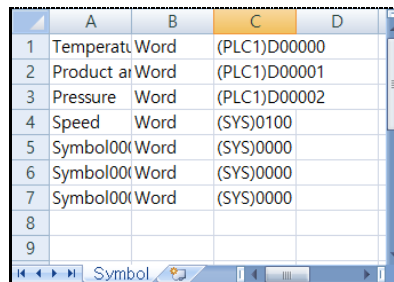 A B C D
1 Temperatu Word (PLC1)D00000
2 Product ar Word (PLC1)D00001
3 Pressure Word (PLC1)D00002
4 Speed Word (SYS)0100
5 Symbol00( Word (SYS)0000
6 Symbol00( Word (SYS)0000
7 Symbol00( Word (SYS)0000
8
9
Symbol